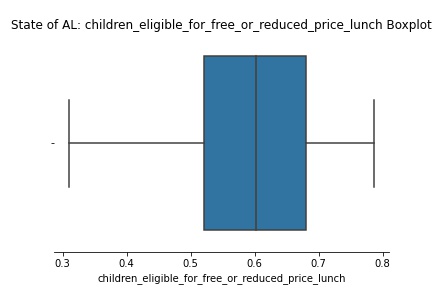 State of AL: children_eligible_for_free_or_reduced_price_lunch Boxplot
-
0.3 0.4 0.5 0.6 0.7 0.8
children_eligible_for_free_or_reduced_price_lunch